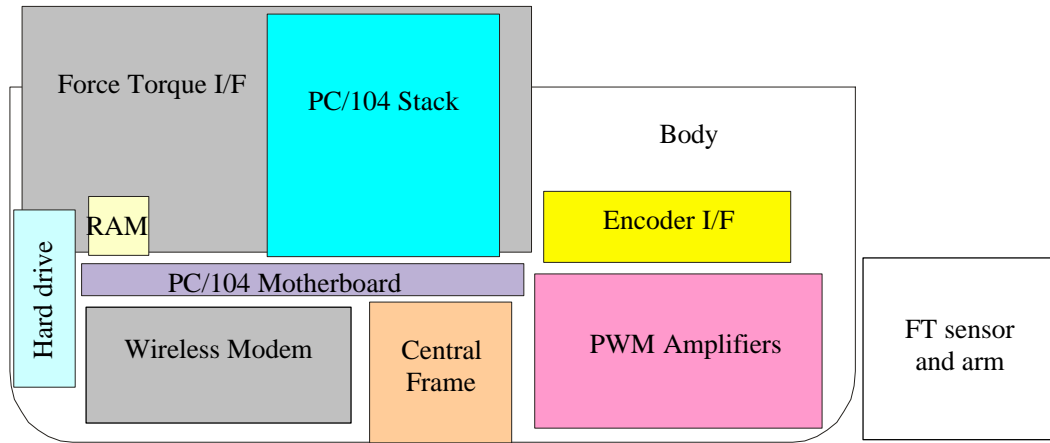 Force Torque I/F
PC/104 Stack
Body
RAM
Encoder I/F
Hard drive
PC/104 Motherboard
Wireless Modem
Central
Frame
PWM Amplifiers
FT sensor
and arm